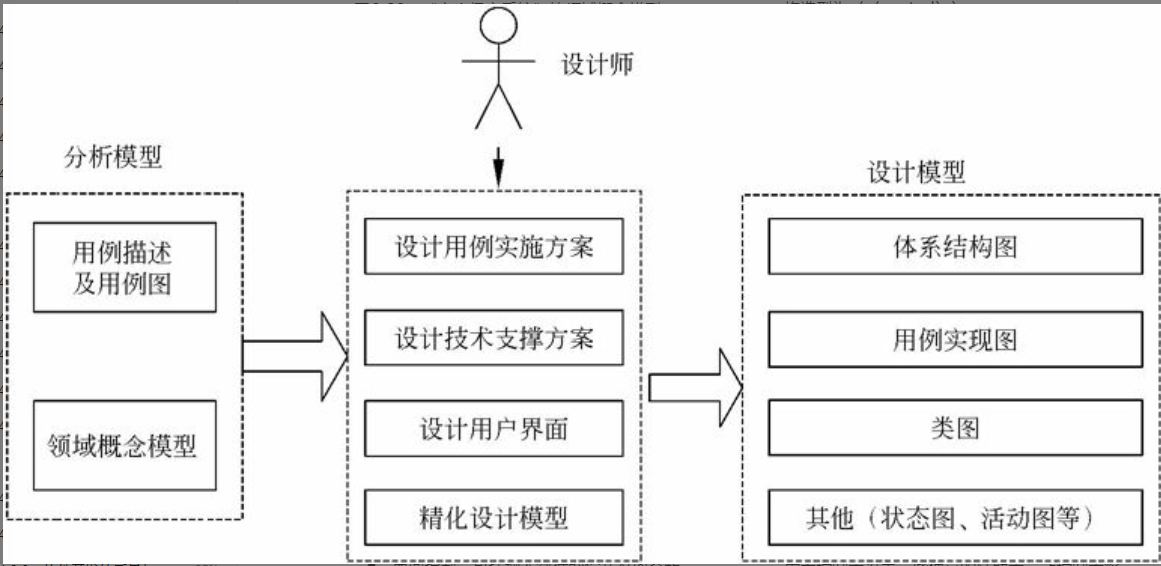 设计师
分析模型
用例描述
及用例图
领域概念模型
设计用例实施方案
设计技术支撑方案
设计用户界面
精化设计模型
设计模型
体系结构图
用例实现图
类图
其他（状态图、活动图等）